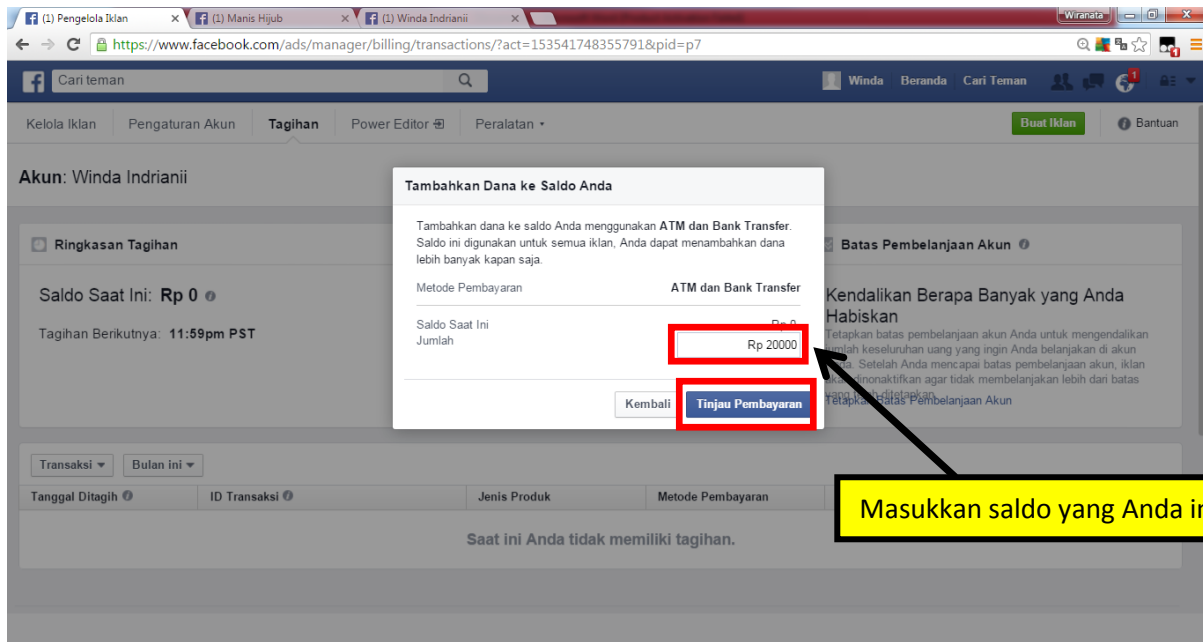 (1) Pengelola Iklan
(1) Manis Hijub
(1) Winda Indrianii
Wiranata
https://www.facebook.com/ads/manager/billing/transactions/?act=153541748355791&pid=p7
Cari teman
Winda Beranda Cari Teman 1
Kelola Iklan Pengaturan Akun Tagihan Power Editor Peralatan
Buat Iklan Bantuan
Akun: Winda Indrianii
Tambahkan Dana ke Saldo Anda
Tambahkan dana ke saldo Anda menggunakan ATM dan Bank Transfer.
Saldo ini digunakan untuk semua iklan, Anda dapat menambahkan dana
lebih banyak kapan saja.
Metode Pembayaran ATM dan Bank Transfer
Saldo Saat Ini Rp 0
Jumlah Rp 20000
Kembali Tinjau Pembayaran
Ringkasan Tagihan
Saldo Saat Ini: Rp 0
Tagihan Berikutnya: 11:59pm PST
Batas Pembelanjaan Akun
Kendalikan Berapa Banyak yang Anda
Habiskan
Tetapkan batas pembelanjaan akun Anda untuk mengendalikan
jumlah keseluruhan uang yang ingin Anda belanjakan di akun
Anda. Setelah Anda mencapai batas pembelanjaan akun, iklan
akan dinonaktifkan agar tidak membelanjakan lebih dari batas
yang
Tetapkan Batas Pembelanjaan Akun
Masukkan saldo yang Anda in
Transaksi Bulan ini
Tanggal Ditagih ID Transaksi Jenis Produk Metode Pembayaran
Saat ini Anda tidak memiliki tagihan.